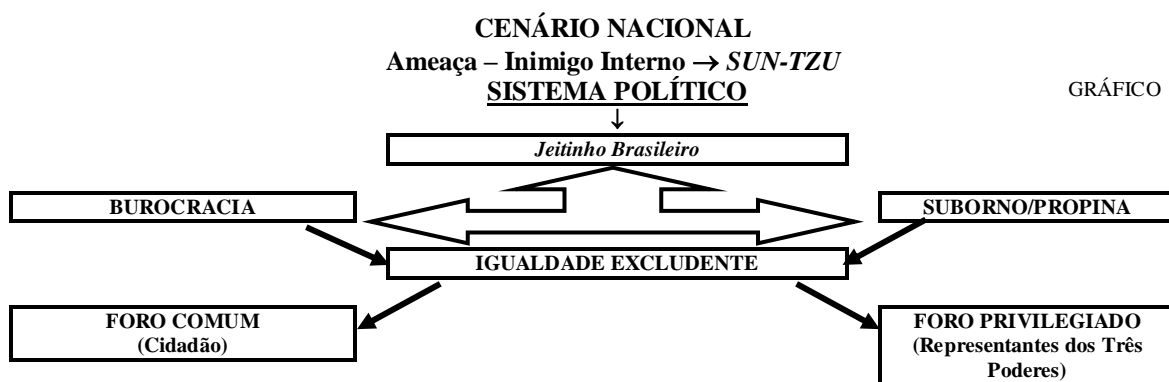 CENÁRIO NACIONAL
Ameaça – Inimigo Interno → SUN-TZU
SISTEMA POLÍTICO
GRÁFICO
↓
Jeitinho Brasileiro
BUROCRACIA
SUBORNO/PROPINA
IGUALDADE EXCLUDENTE
FORO COMUM
(Cidadão)
FORO PRIVILEGIADO
(Representantes dos Três
Poderes)